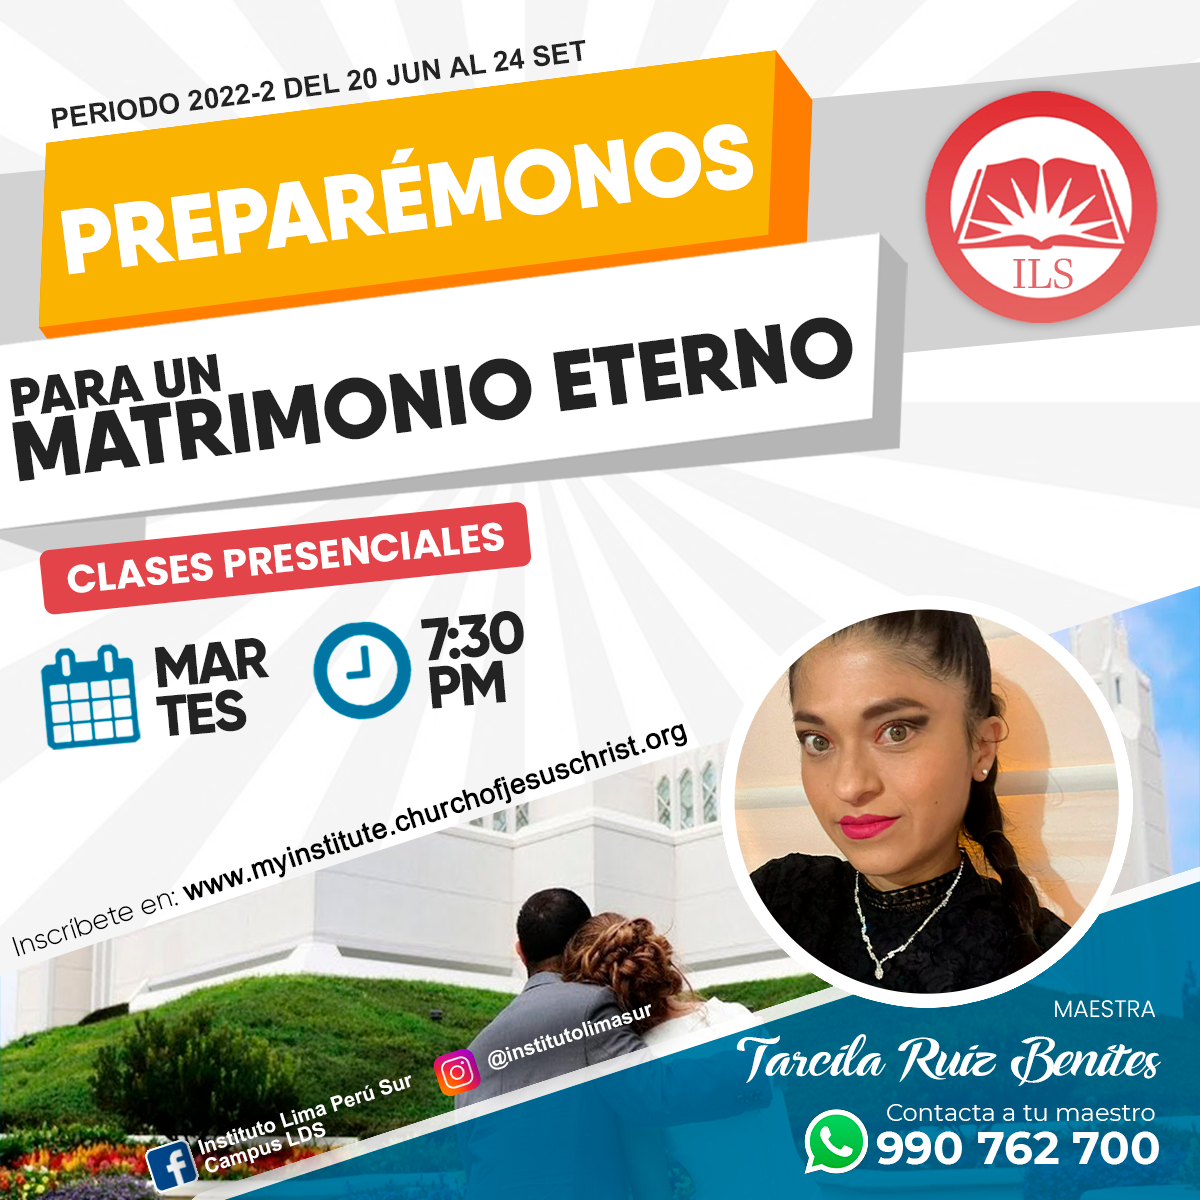 PERIODO 2022-2 DEL 20 JUN AL 24 SET
PREPARÉMONOS
PARA UN
MATRIMONIO ETERNO
ILS
CLASES PRESENCIALES
MAR
TES
7:30
PM
Inscríbete en: www.myinstitute.churchofjesuschrist.org
@institutolimasur
Instituto Lima Perú Sur
Campus LDS
MAESTRA
Tarcila Ruiz Benites
Contacta a tu maestro
990 762 700